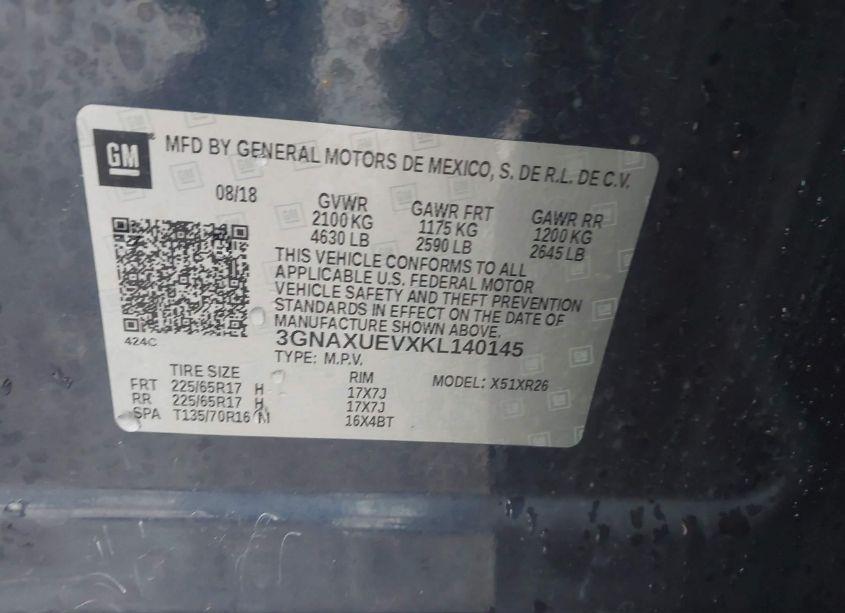 GM
MFD BY GENERAL MOTORS DE MEXICO, S. DE R.L. DE C.V.
08/18
GVWR GAWR FRT GAWR RR
2100 KG 1175 KG 1200 KG
4630 LB 2590 LB 2645 LB
THIS VEHICLE CONFORMS TO ALL
APPLICABLE U.S. FEDERAL MOTOR
VEHICLE SAFETY AND THEFT PREVENTION
STANDARDS IN EFFECT ON THE DATE OF
MANUFACTURE SHOWN ABOVE.
424C
3GNAXUEVXKL140145
TYPE: M.P.V.
TIRE SIZE RIM MODEL: X51XR26
FRT 225/65R17 H 17X7J
RR 225/65R17 H 17X7J
SPA T135/70R16 M 16X4BT